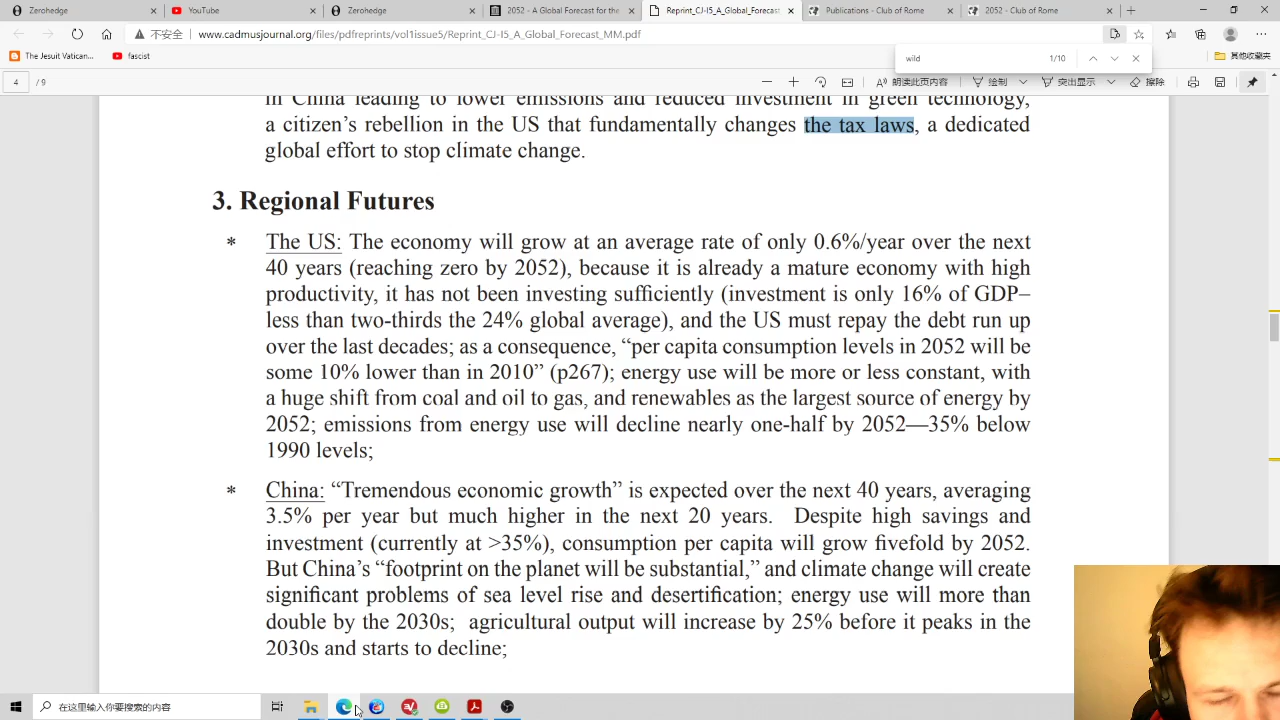 Zerohedge
YouTube
Zerohedge
2052 - A Global Forecast for the
Reprint_CJ-I5_A_Global_Forecast
Publications - Club of Rome
2052 - Club of Rome
不安全
www.cadmusjournal.org/files/pdfreprints/vol1issue5/Reprint_CJ-I5_A_Global_Forecast_MM.pdf
The Jesuit Vatican...
fascist
wild
1/10
其他收藏夹
4
/ 9
朗读此页内容
绘制
突出显示
擦除
in China leading to lower emissions and reduced investment in green technology,
a citizen’s rebellion in the US that fundamentally changes the tax laws, a dedicated
global effort to stop climate change.
3. Regional Futures
* The US: The economy will grow at an average rate of only 0.6%/year over the next
40 years (reaching zero by 2052), because it is already a mature economy with high
productivity, it has not been investing sufficiently (investment is only 16% of GDP–
less than two-thirds the 24% global average), and the US must repay the debt run up
over the last decades; as a consequence, “per capita consumption levels in 2052 will be
some 10% lower than in 2010” (p267); energy use will be more or less constant, with
a huge shift from coal and oil to gas, and renewables as the largest source of energy by
2052; emissions from energy use will decline nearly one-half by 2052—35% below
1990 levels;
* China: “Tremendous economic growth” is expected over the next 40 years, averaging
3.5% per year but much higher in the next 20 years. Despite high savings and
investment (currently at >35%), consumption per capita will grow fivefold by 2052.
But China’s “footprint on the planet will be substantial,” and climate change will create
significant problems of sea level rise and desertification; energy use will more than
double by the 2030s; agricultural output will increase by 25% before it peaks in the
2030s and starts to decline;
在这里输入你要搜索的内容